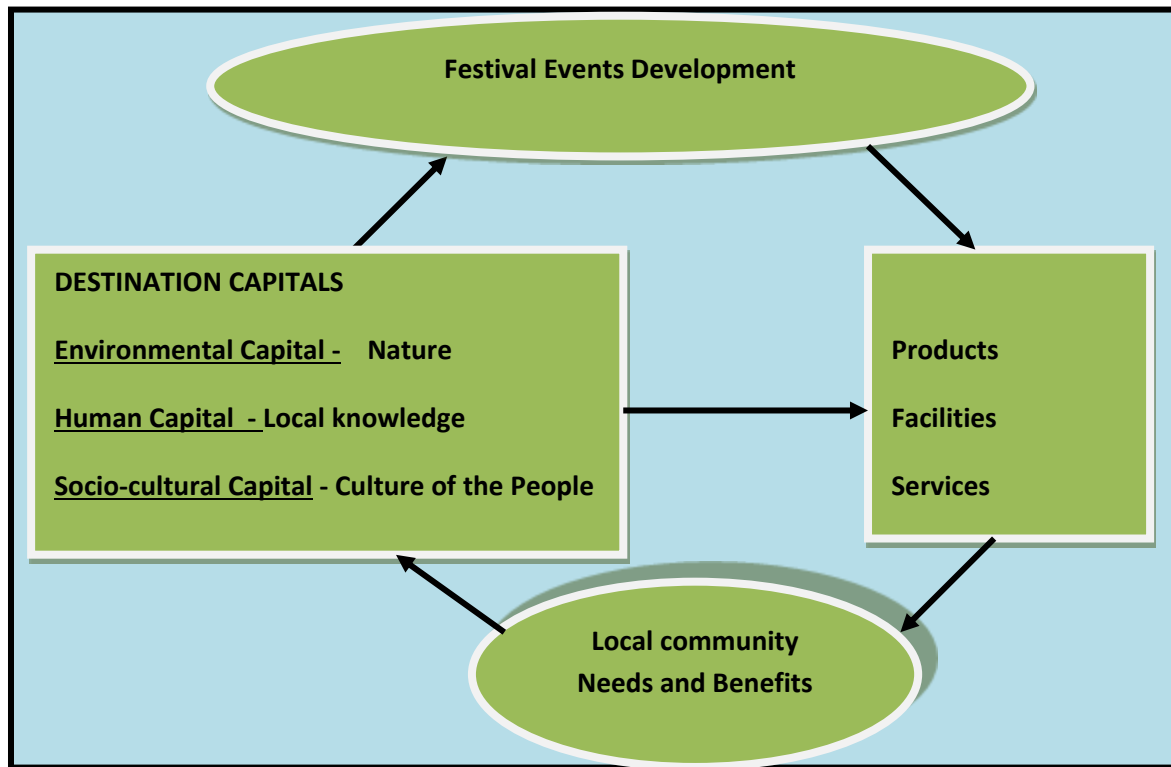 Festival Events Development
DESTINATION CAPITALS
Environmental Capital - Nature
Human Capital - Local knowledge
Socio-cultural Capital - Culture of the People
Products
Facilities
Services
Local community
Needs and Benefits